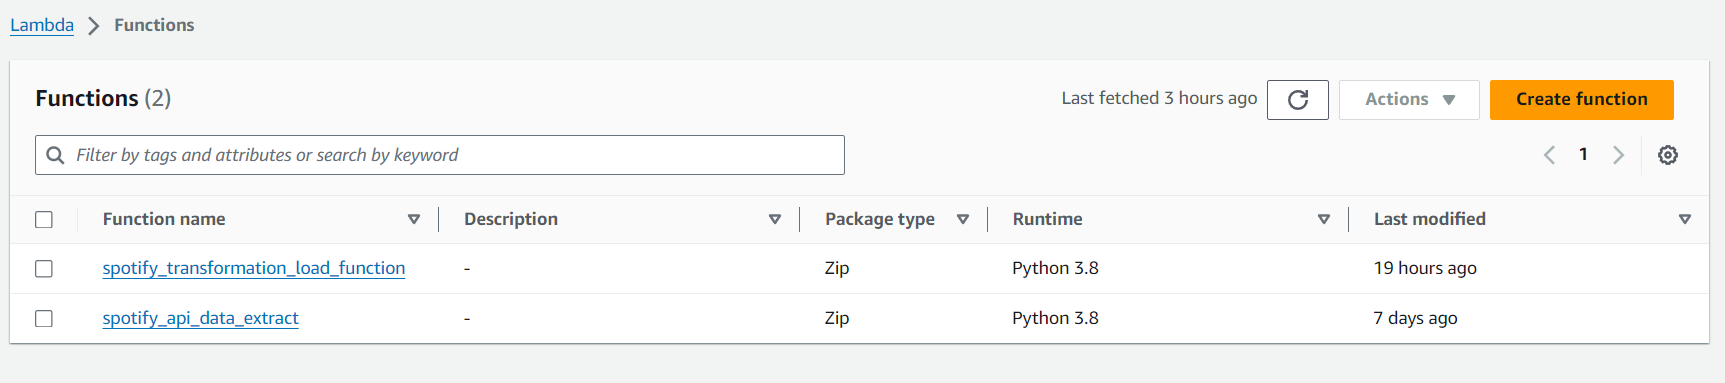 Lambda > Functions
Functions (2)
Last fetched 3 hours ago
Actions
Create function
Filter by tags and attributes or search by keyword
1
Function name Description Package type Runtime Last modified
spotify_transformation_load_function - Zip Python 3.8 19 hours ago
spotify_api_data_extract - Zip Python 3.8 7 days ago